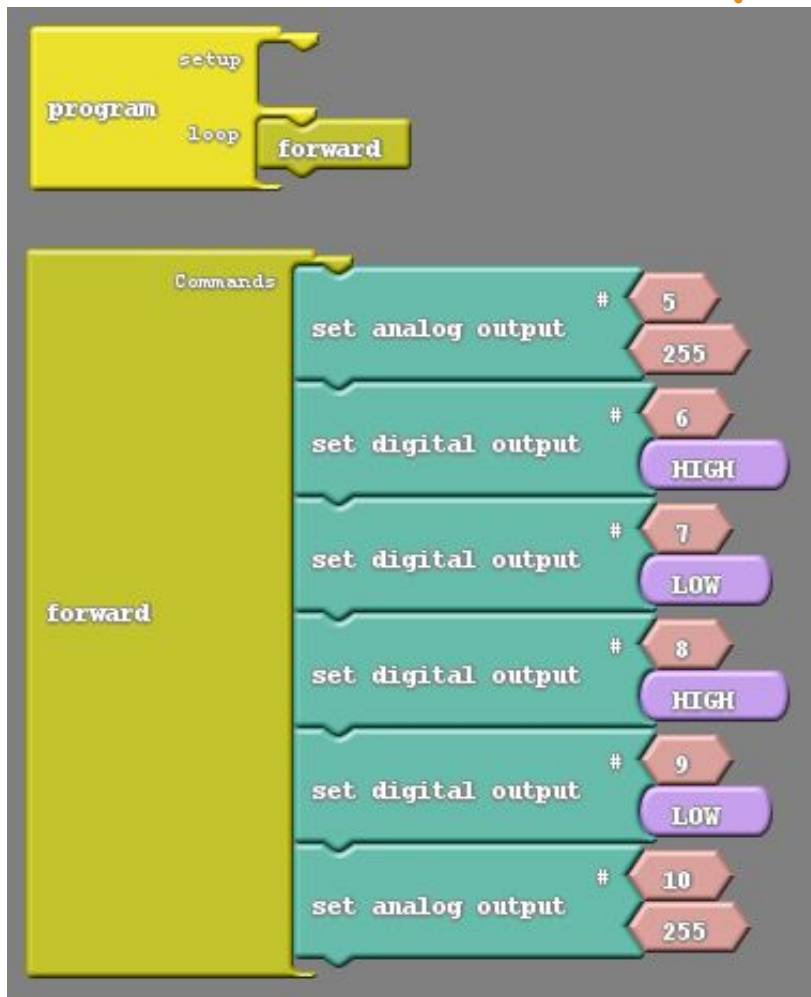 setup
program
loop
forward
Commands
# 5
set analog output
255
# 6
set digital output
HIGH
# 7
set digital output
LOW
forward
# 8
set digital output
HIGH
# 9
set digital output
LOW
# 10
set analog output
255